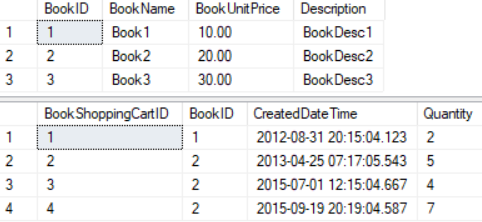 BookID BookName BookUnitPrice Description
1 1 Book1 10.00 BookDesc1
2 2 Book2 20.00 BookDesc2
3 3 Book3 30.00 BookDesc3
BookShoppingCartID BookID CreatedDateTime Quantity
1 1 1 2012-08-31 20:15:04.123 2
2 2 2 2013-04-25 07:17:05.543 5
3 3 2 2015-07-01 12:15:04.667 4
4 4 2 2015-09-19 20:19:04.587 7